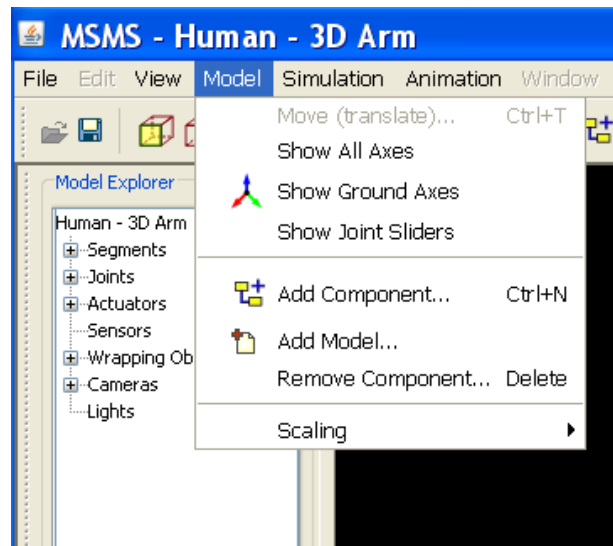 MSMS - Human - 3D Arm
File Edit View Model Simulation Animation Window
Move (translate)... Ctrl+T
Show All Axes
Show Ground Axes
Show Joint Sliders
Add Component... Ctrl+N
Add Model...
Remove Component... Delete
Scaling
Model Explorer
Human - 3D Arm
Segments
Joints
Actuators
Sensors
Wrapping Ob
Cameras
Lights